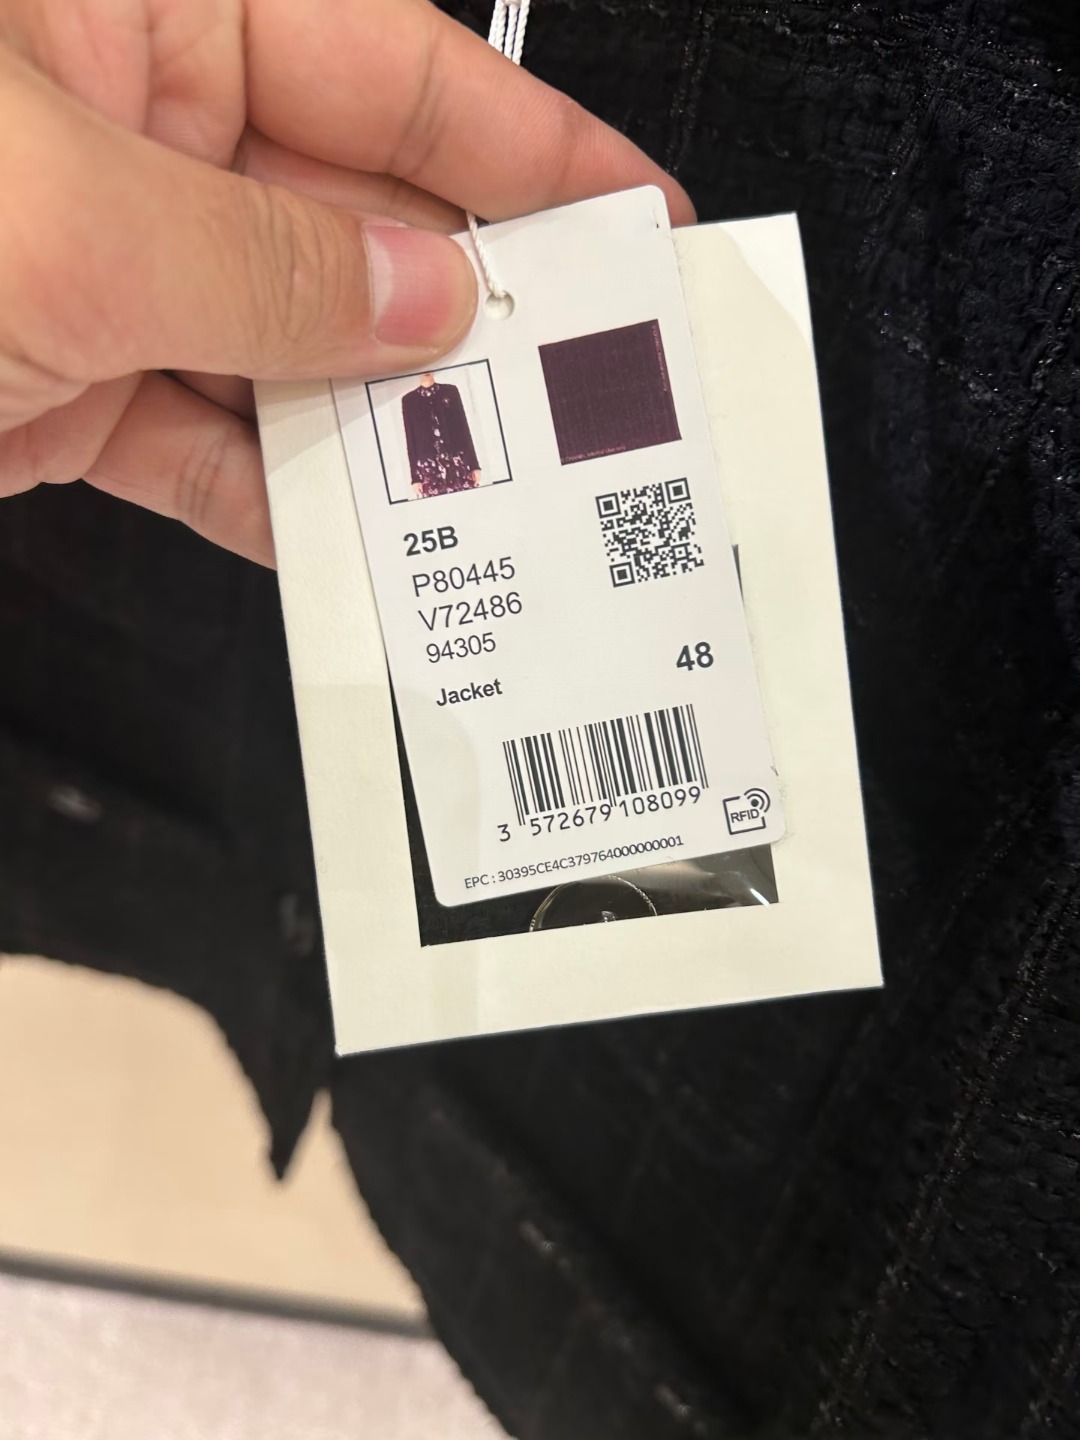 25B
P80445
V72486
94305
48
Jacket
3 572679 108099
RFID
EPC : 30395CE4C379764000000001